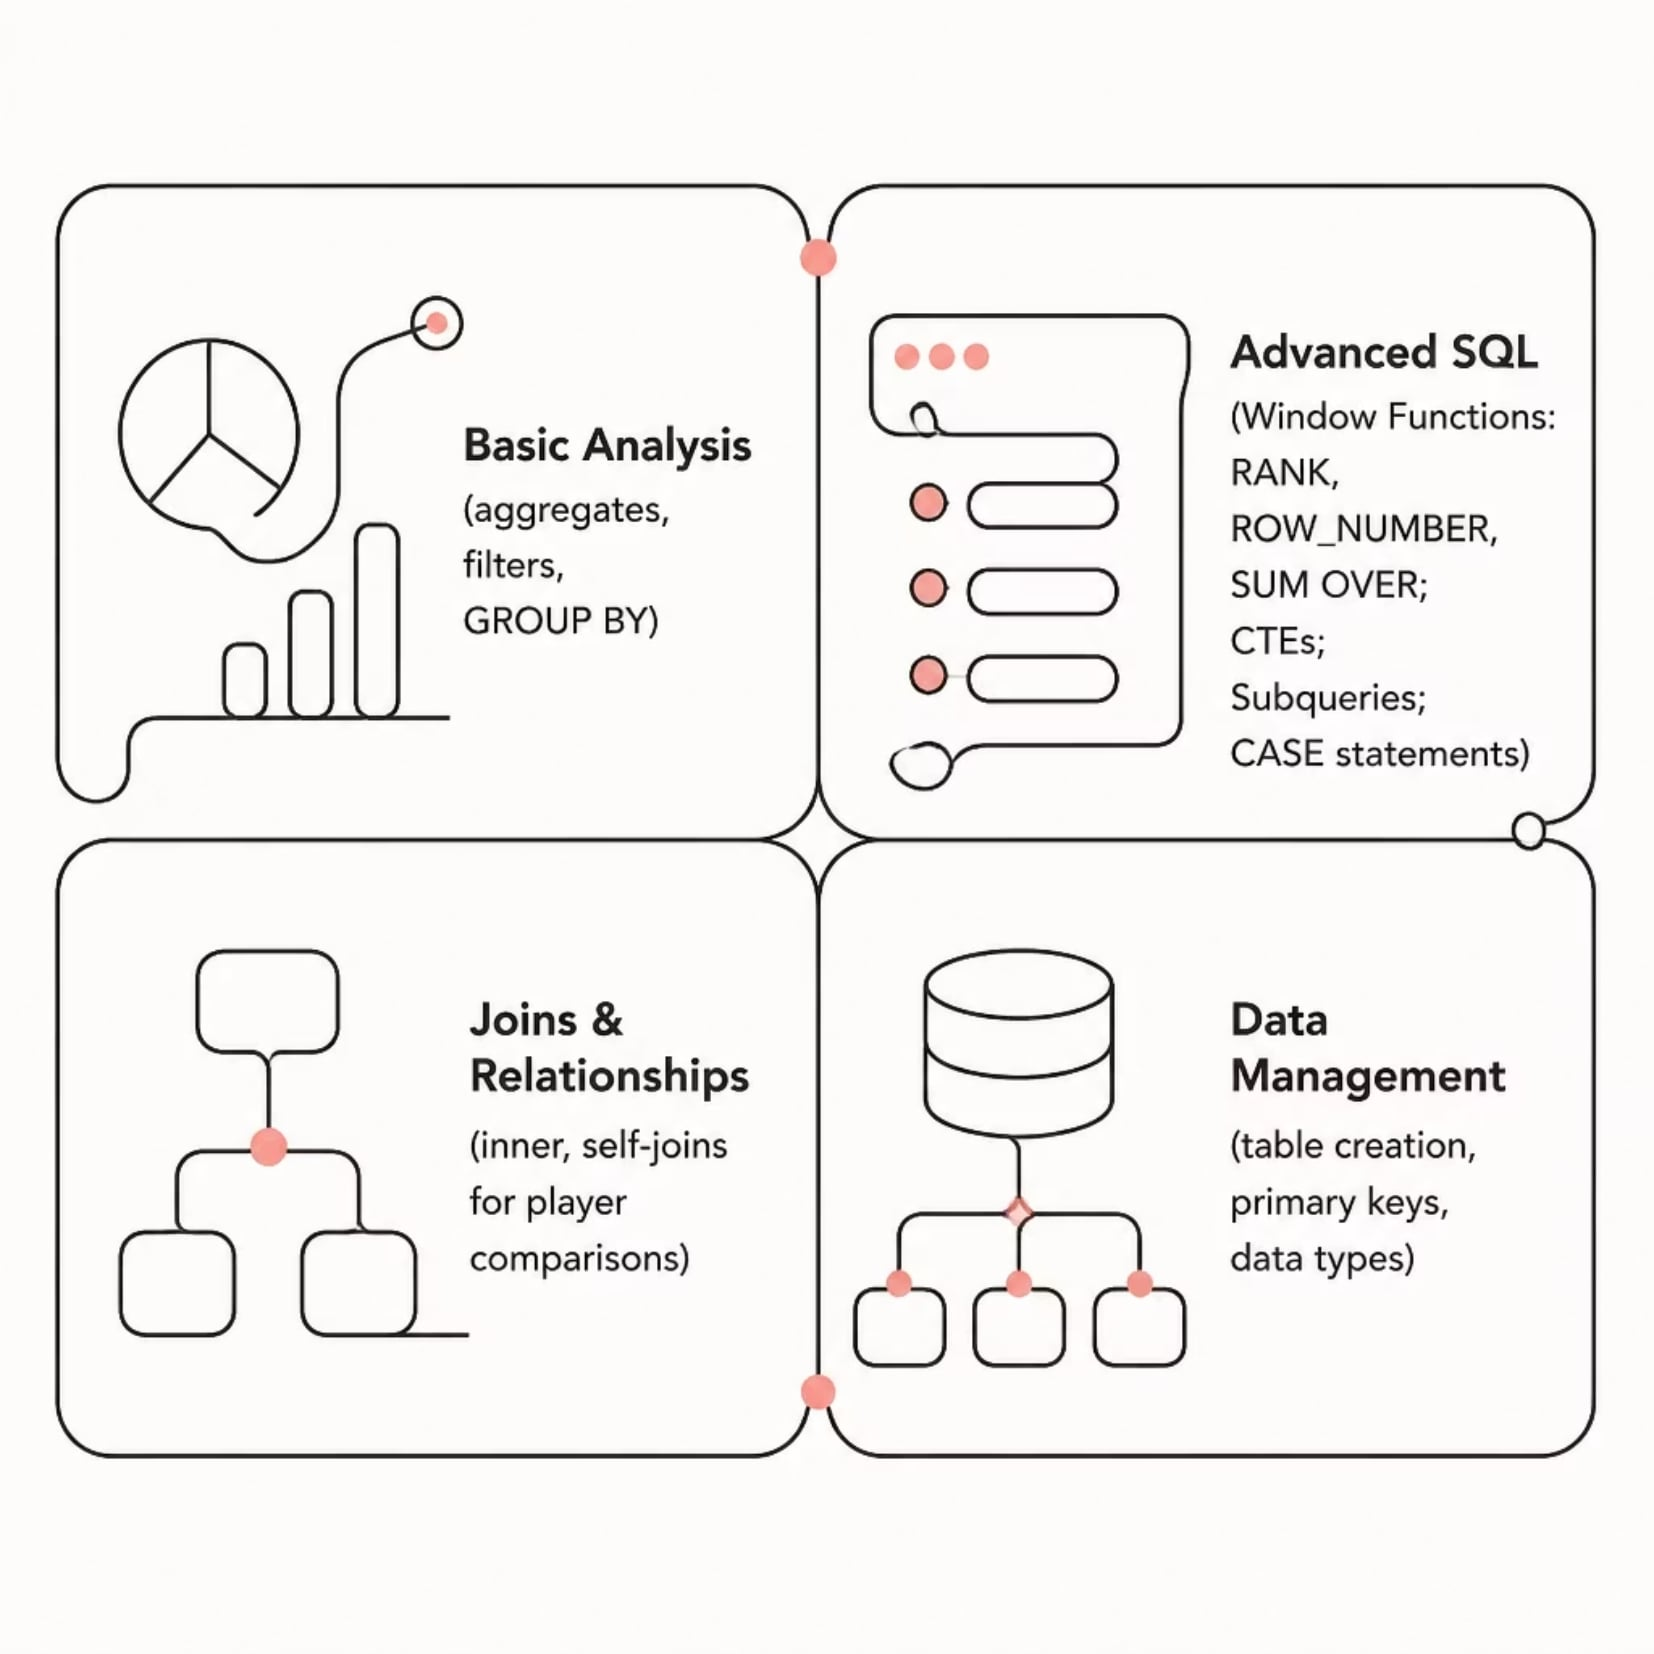 Basic Analysis
(aggregates,
filters,
GROUP BY)
Advanced SQL
(Window Functions:
RANK,
ROW_NUMBER,
SUM OVER;
CTEs;
Subqueries;
CASE statements)
Joins &
Relationships
(inner, self-joins
for player
comparisons)
Data
Management
(table creation,
primary keys,
data types)